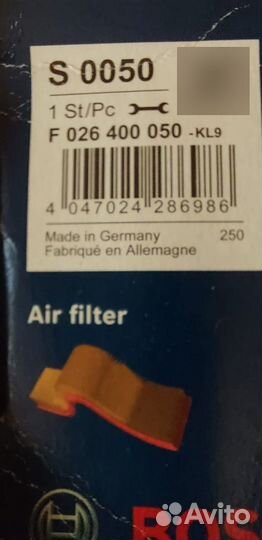 S 0050
1 St/Pc
F 026 400 050 -KL9
4 047024 286986
Made in Germany 250
Fabriqué en Allemagne
Air filter
BOS
Avito